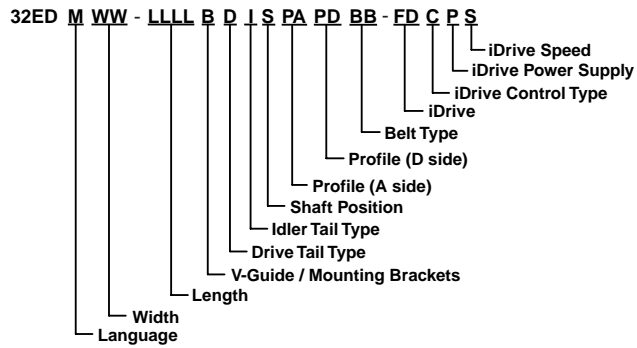 32ED M WW - LLLL B D I S PA PD BB - FD C P S
iDrive Speed
iDrive Power Supply
iDrive Control Type
iDrive
Belt Type
Profile (D side)
Profile (A side)
Shaft Position
Idler Tail Type
Drive Tail Type
V-Guide / Mounting Brackets
Length
Width
Language